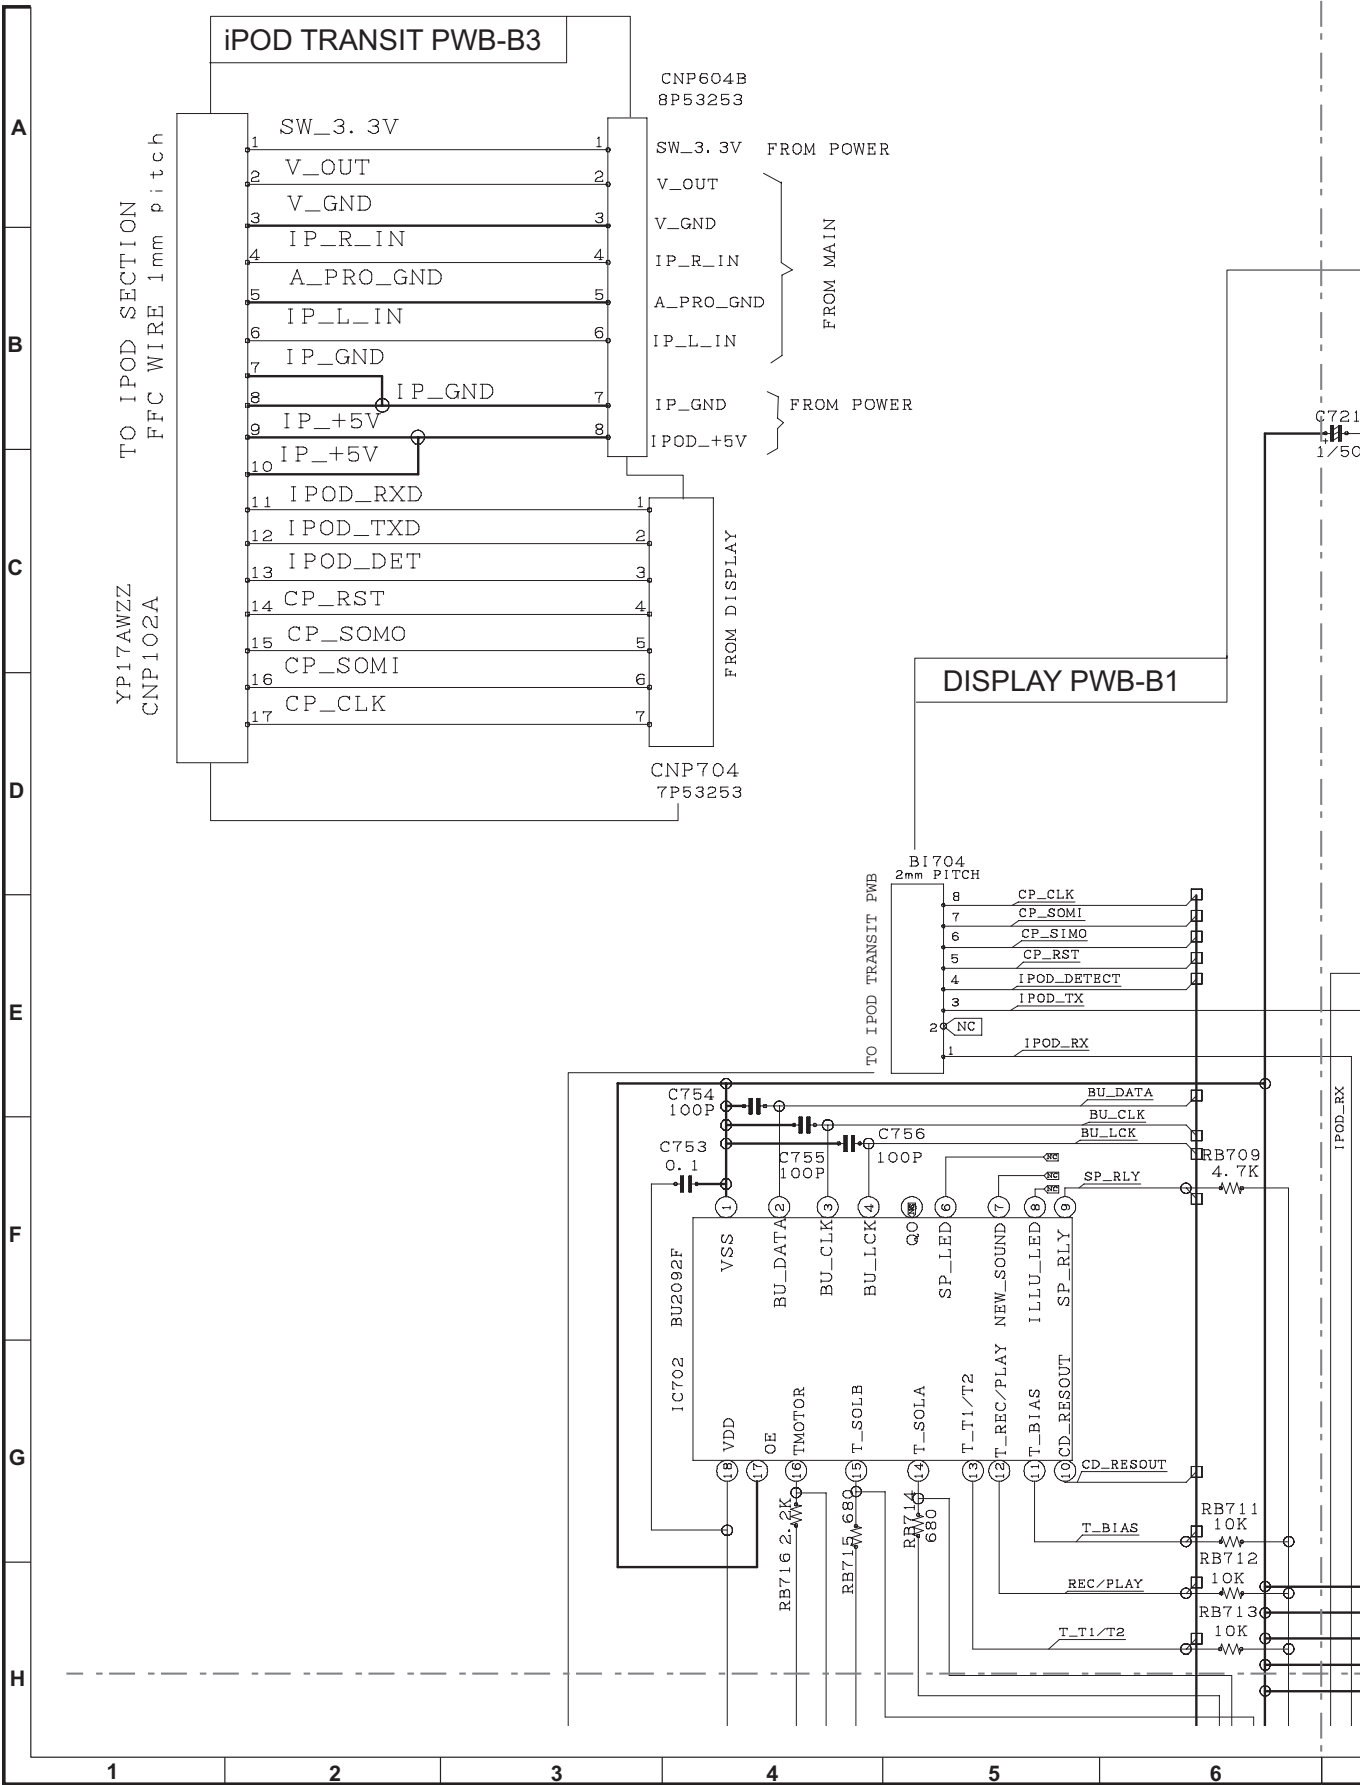 iPOD TRANSIT PWB-B3
CNP604B
8P53253
A
TO IPOD SECTION
FFC WIRE 1mm pitch
1 SW_3.3V 1 SW_3.3V FROM POWER
2 V_OUT 2 V_OUT
3 V_GND 3 V_GND
4 IP_R_IN 4 IP_R_IN
FROM MAIN
5 A_PRO_GND 5 A_PRO_GND
B
6 IP_L_IN 6 IP_L_IN
7 IP_GND
8 IP_GND 7 IP_GND FROM POWER
9 IP_+5V 8 IPOD_+5V
10 IP_+5V
C721
1/50
11 IPOD_RXD 1
12 IPOD_TXD 2
C
13 IPOD_DET 3
14 CP_RST 4
15 CP_SOMO 5
16 CP_SOMI 6
17 CP_CLK 7
FROM DISPLAY
YP17AWZZ
CNP102A
DISPLAY PWB-B1
CNP704
7P53253
D
BI704
2mm PITCH
TO IPOD TRANSIT PWB
8 CP_CLK
7 CP_SOMI
6 CP_SIMO
5 CP_RST
4 IPOD_DETECT
3 IPOD_TX
2 NC
1 IPOD_RX
E
IPOD_RX
C754
100P
BU_DATA
BU_CLK
BU_LCK
C753
0.1
C755
100P
C756
100P
NC
NC
NC
SP_RLY
RB709
4.7K
F
1 2 3 4 6 7 8 9
VSS
BU_DATA
BU_CLK
BU_LCK
Q0
SP_LED
NEW_SOUND
ILLU_LED
SP_RLY
BU2092F
IC702
G
VDD
OE
TMOTOR
T_SOLB
T_SOLA
T_T1/T2
T_REC/PLAY
T_BIAS
CD_RESOUT
18 17 16 15 14 13 12 11 10
CD_RESOUT
RB716 2.2K
RB715 680
RB714
680
RB711
10K
T_BIAS
RB712
10K
REC/PLAY
RB713
10K
T_T1/T2
H
1 2 3 4 5 6